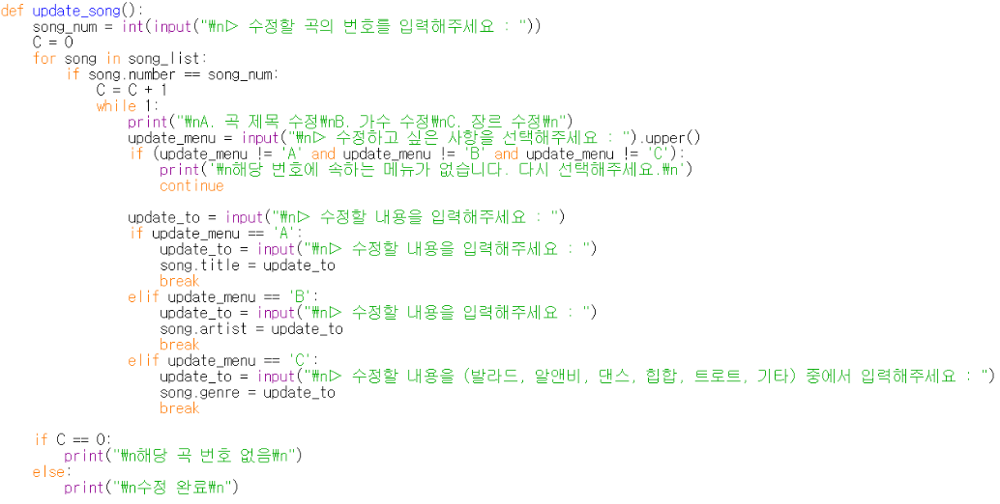 def update_song():
    song_num = int(input("₩n▷ 수정할 곡의 번호를 입력해주세요 : "))
    C = 0
    for song in song_list:
        if song.number == song_num:
            C = C + 1
            while 1:
                print("₩nA. 곡 제목 수정₩nB. 가수 수정₩nC. 장르 수정₩n")
                update_menu = input("₩n▷ 수정하고 싶은 사항을 선택해주세요 : ").upper()
                if (update_menu != 'A' and update_menu != 'B' and update_menu != 'C'):
                    print('₩n해당 번호에 속하는 메뉴가 없습니다. 다시 선택해주세요.₩n')
                    continue

                update_to = input("₩n▷ 수정할 내용을 입력해주세요 : ")
                if update_menu == 'A':
                    update_to = input("₩n▷ 수정할 내용을 입력해주세요 : ")
                    song.title = update_to
                    break
                elif update_menu == 'B':
                    update_to = input("₩n▷ 수정할 내용을 입력해주세요 : ")
                    song.artist = update_to
                    break
                elif update_menu == 'C':
                    update_to = input("₩n▷ 수정할 내용을 (발라드, 알앤비, 댄스, 힙합, 트로트, 기타) 중에서 입력해주세요 : ")
                    song.genre = update_to
                    break

    if C == 0:
        print("₩n해당 곡 번호 없음₩n")
    else:
        print("₩n수정 완료₩n")